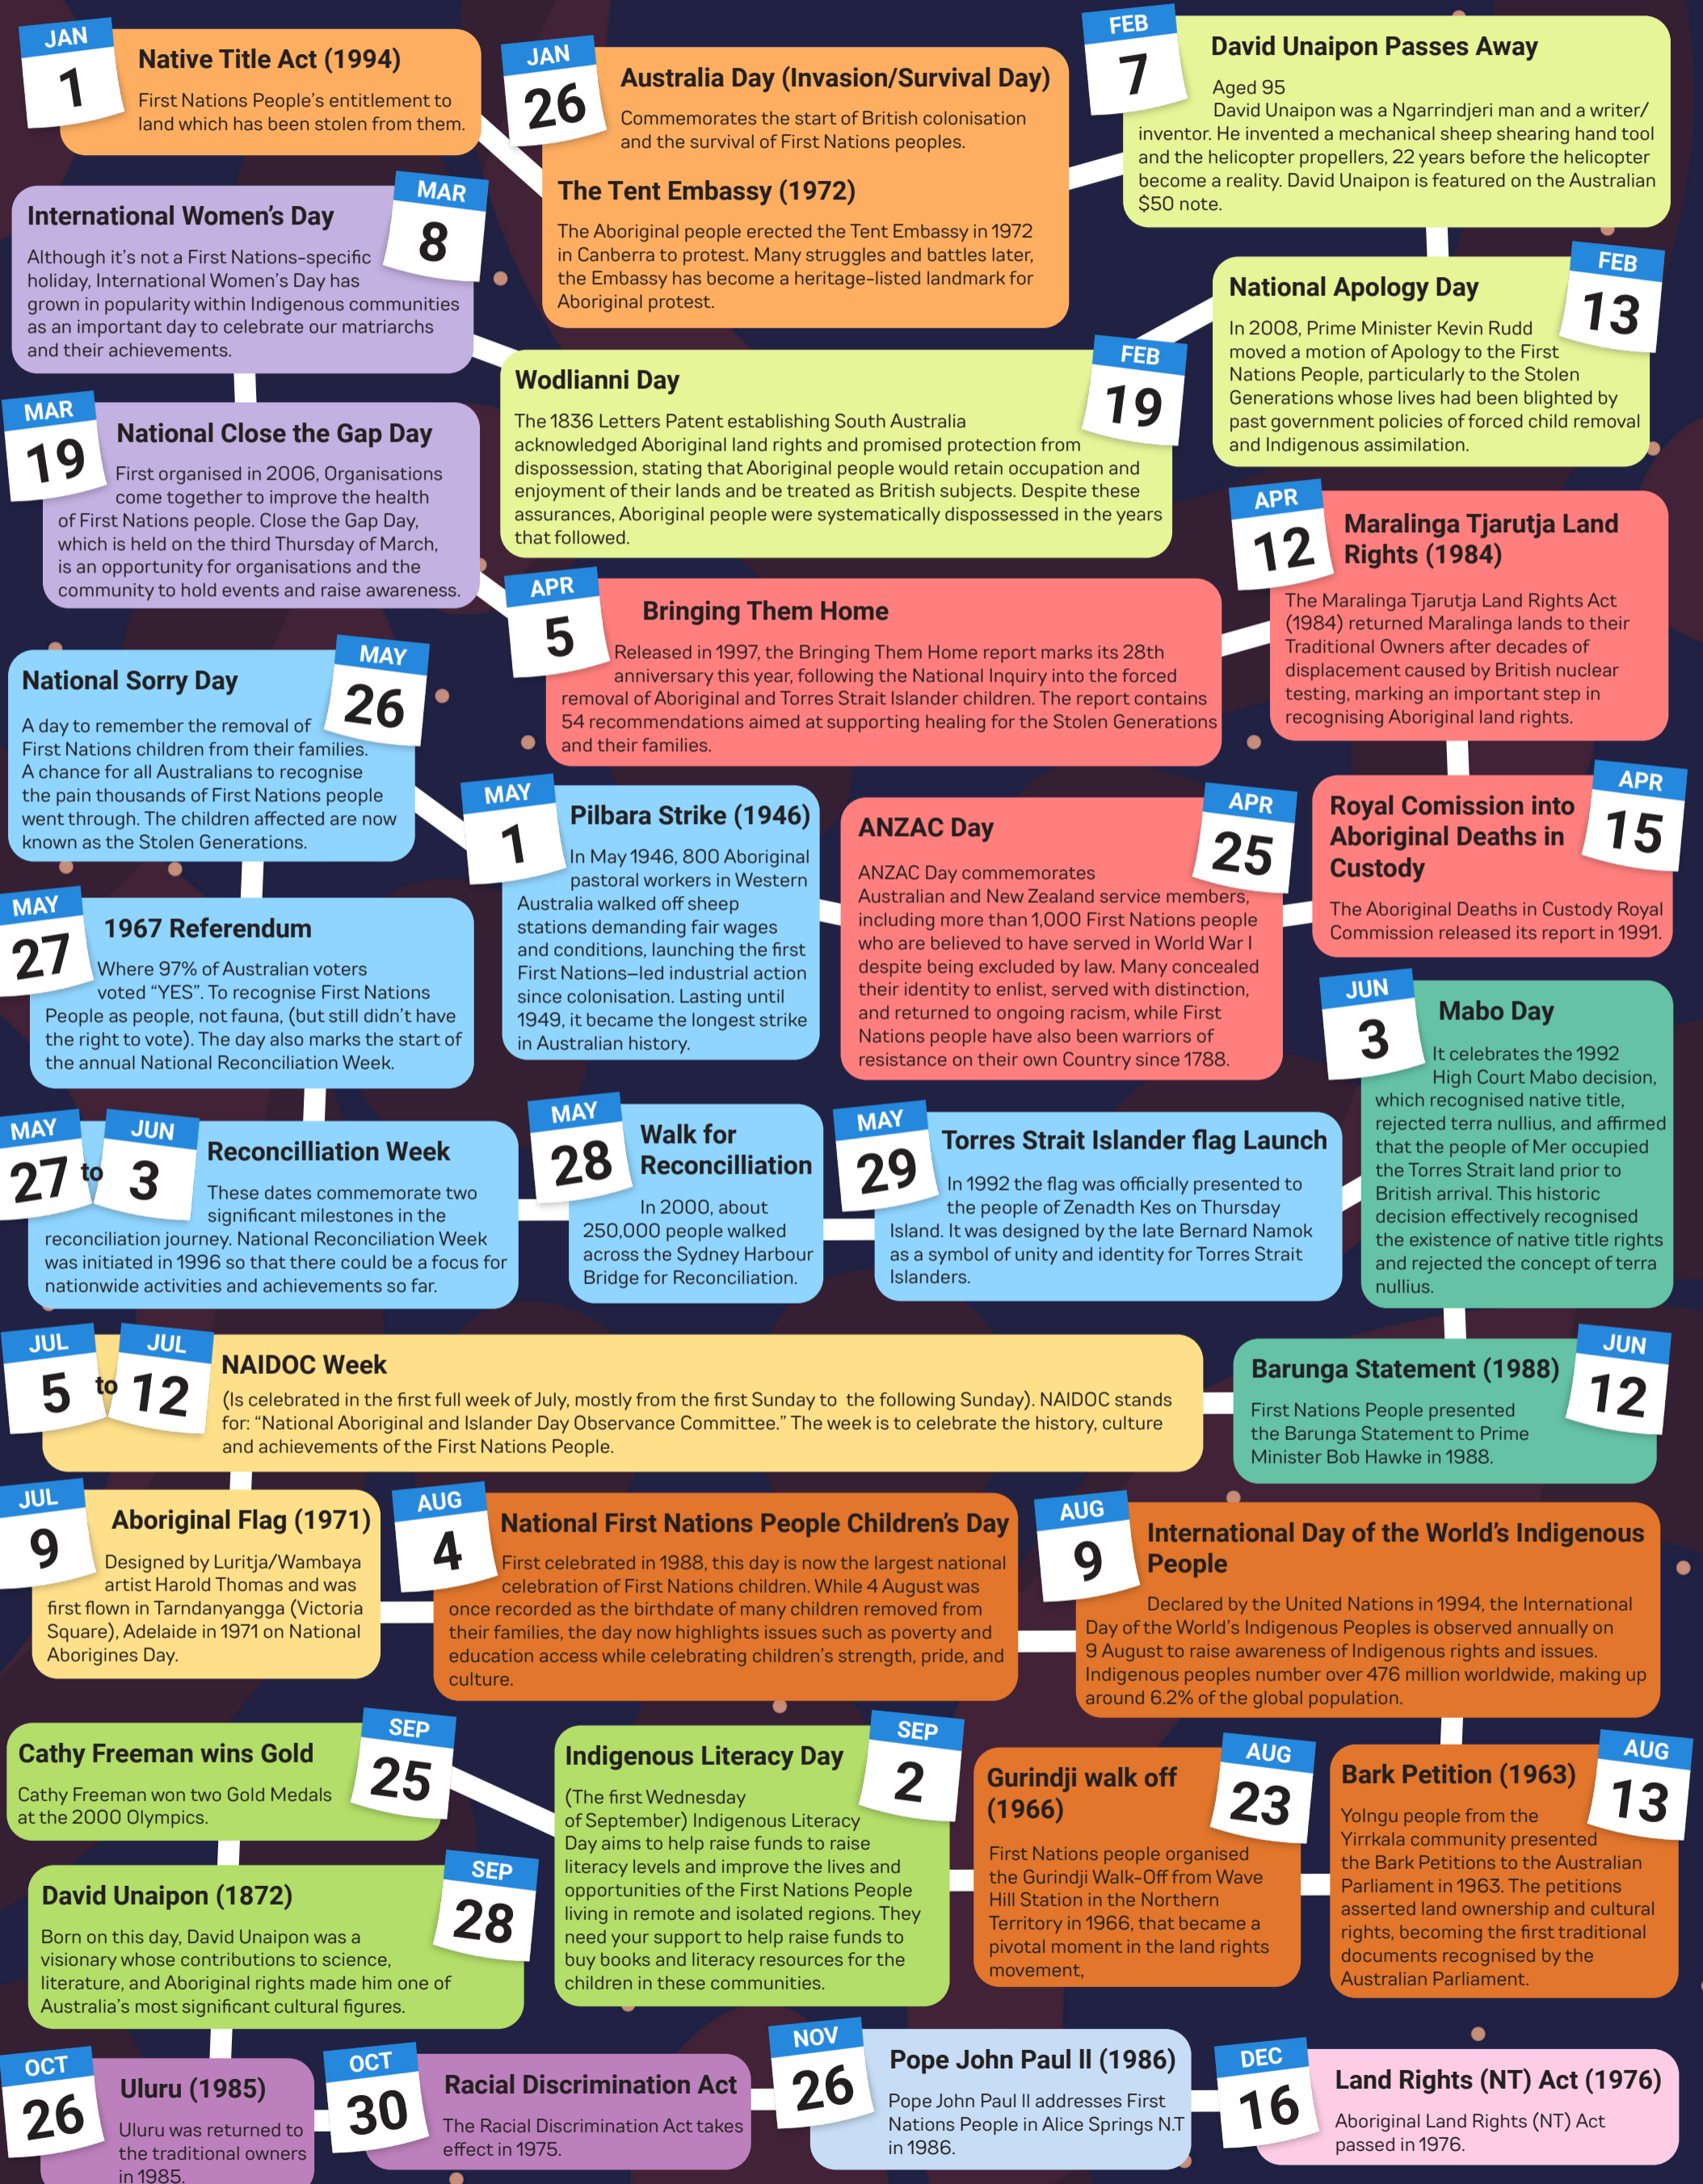 JAN
1
Native Title Act (1994)
First Nations People's entitlement to
land which has been stolen from them.
JAN
26
Australia Day (Invasion/Survival Day)
Commemorates the start of British colonisation
and the survival of First Nations peoples.
The Tent Embassy (1972)
The Aboriginal people erected the Tent Embassy in 1972
in Canberra to protest. Many struggles and battles later,
the Embassy has become a heritage-listed landmark for
Aboriginal protest.
FEB
7
David Unaipon Passes Away
Aged 95
David Unaipon was a Ngarrindjeri man and a writer/
inventor. He invented a mechanical sheep shearing hand tool
and the helicopter propellers, 22 years before the helicopter
become a reality. David Unaipon is featured on the Australian
$50 note.
FEB
13
National Apology Day
In 2008, Prime Minister Kevin Rudd
moved a motion of Apology to the First
Nations People, particularly to the Stolen
Generations whose lives had been blighted by
past government policies of forced child removal
and Indigenous assimilation.
FEB
19
Wodlianni Day
The 1836 Letters Patent establishing South Australia
acknowledged Aboriginal land rights and promised protection from
dispossession, stating that Aboriginal people would retain occupation and
enjoyment of their lands and be treated as British subjects. Despite these
assurances, Aboriginal people were systematically dispossessed in the years
that followed.
MAR
8
International Women's Day
Although it's not a First Nations-specific
holiday, International Women's Day has
grown in popularity within Indigenous communities
as an important day to celebrate our matriarchs
and their achievements.
MAR
19
National Close the Gap Day
First organised in 2006, Organisations
come together to improve the health
of First Nations people. Close the Gap Day,
which is held on the third Thursday of March,
is an opportunity for organisations and the
community to hold events and raise awareness.
APR
5
Bringing Them Home
Released in 1997, the Bringing Them Home report marks its 28th
anniversary this year, following the National Inquiry into the forced
removal of Aboriginal and Torres Strait Islander children. The report contains
54 recommendations aimed at supporting healing for the Stolen Generations
and their families.
APR
12
Maralinga Tjarutja Land
Rights (1984)
The Maralinga Tjarutja Land Rights Act
(1984) returned Maralinga lands to their
Traditional Owners after decades of
displacement caused by British nuclear
testing, marking an important step in
recognising Aboriginal land rights.
APR
15
Royal Comission into
Aboriginal Deaths in
Custody
The Aboriginal Deaths in Custody Royal
Commission released its report in 1991.
APR
25
ANZAC Day
ANZAC Day commemorates
Australian and New Zealand service members,
including more than 1,000 First Nations people
who are believed to have served in World War I
despite being excluded by law. Many concealed
their identity to enlist, served with distinction,
and returned to ongoing racism, while First
Nations people have also been warriors of
resistance on their own Country since 1788.
MAY
1
Pilbara Strike (1946)
In May 1946, 800 Aboriginal
pastoral workers in Western
Australia walked off sheep
stations demanding fair wages
and conditions, launching the first
First Nations–led industrial action
since colonisation. Lasting until
1949, it became the longest strike
in Australian history.
MAY
26
National Sorry Day
A day to remember the removal of
First Nations children from their families.
A chance for all Australians to recognise
the pain thousands of First Nations people
went through. The children affected are now
known as the Stolen Generations.
MAY
27
1967 Referendum
Where 97% of Australian voters
voted "YES". To recognise First Nations
People as people, not fauna, (but still didn't have
the right to vote). The day also marks the start of
the annual National Reconciliation Week.
MAY
27
to
JUN
3
Reconcilliation Week
These dates commemorate two
significant milestones in the
reconciliation journey. National Reconciliation Week
was initiated in 1996 so that there could be a focus for
nationwide activities and achievements so far.
MAY
28
Walk for
Reconcilliation
In 2000, about
250,000 people walked
across the Sydney Harbour
Bridge for Reconciliation.
MAY
29
Torres Strait Islander flag Launch
In 1992 the flag was officially presented to
the people of Zenadth Kes on Thursday
Island. It was designed by the late Bernard Namok
as a symbol of unity and identity for Torres Strait
Islanders.
JUN
3
Mabo Day
It celebrates the 1992
High Court Mabo decision,
which recognised native title,
rejected terra nullius, and affirmed
that the people of Mer occupied
the Torres Strait land prior to
British arrival. This historic
decision effectively recognised
the existence of native title rights
and rejected the concept of terra
nullius.
JUN
12
Barunga Statement (1988)
First Nations People presented
the Barunga Statement to Prime
Minister Bob Hawke in 1988.
JUL
5
to
JUL
12
NAIDOC Week
(Is celebrated in the first full week of July, mostly from the first Sunday to the following Sunday). NAIDOC stands
for: "National Aboriginal and Islander Day Observance Committee." The week is to celebrate the history, culture
and achievements of the First Nations People.
JUL
9
Aboriginal Flag (1971)
Designed by Luritja/Wambaya
artist Harold Thomas and was
first flown in Tarndanyangga (Victoria
Square), Adelaide in 1971 on National
Aborigines Day.
AUG
4
National First Nations People Children's Day
First celebrated in 1988, this day is now the largest national
celebration of First Nations children. While 4 August was
once recorded as the birthdate of many children removed from
their families, the day now highlights issues such as poverty and
education access while celebrating children's strength, pride, and
culture.
AUG
9
International Day of the World's Indigenous
People
Declared by the United Nations in 1994, the International
Day of the World's Indigenous Peoples is observed annually on
9 August to raise awareness of Indigenous rights and issues.
Indigenous peoples number over 476 million worldwide, making up
around 6.2% of the global population.
AUG
13
Bark Petition (1963)
Yolngu people from the
Yirrkala community presented
the Bark Petitions to the Australian
Parliament in 1963. The petitions
asserted land ownership and cultural
rights, becoming the first traditional
documents recognised by the
Australian Parliament.
AUG
23
Gurindji walk off
(1966)
First Nations people organised
the Gurindji Walk-Off from Wave
Hill Station in the Northern
Territory in 1966, that became a
pivotal moment in the land rights
movement,
SEP
2
Indigenous Literacy Day
(The first Wednesday
of September) Indigenous Literacy
Day aims to help raise funds to raise
literacy levels and improve the lives and
opportunities of the First Nations People
living in remote and isolated regions. They
need your support to help raise funds to
buy books and literacy resources for the
children in these communities.
SEP
25
Cathy Freeman wins Gold
Cathy Freeman won two Gold Medals
at the 2000 Olympics.
SEP
28
David Unaipon (1872)
Born on this day, David Unaipon was a
visionary whose contributions to science,
literature, and Aboriginal rights made him one of
Australia's most significant cultural figures.
OCT
26
Uluru (1985)
Uluru was returned to
the traditional owners
in 1985.
OCT
30
Racial Discrimination Act
The Racial Discrimination Act takes
effect in 1975.
NOV
26
Pope John Paul II (1986)
Pope John Paul II addresses First
Nations People in Alice Springs N.T
in 1986.
DEC
16
Land Rights (NT) Act (1976)
Aboriginal Land Rights (NT) Act
passed in 1976.